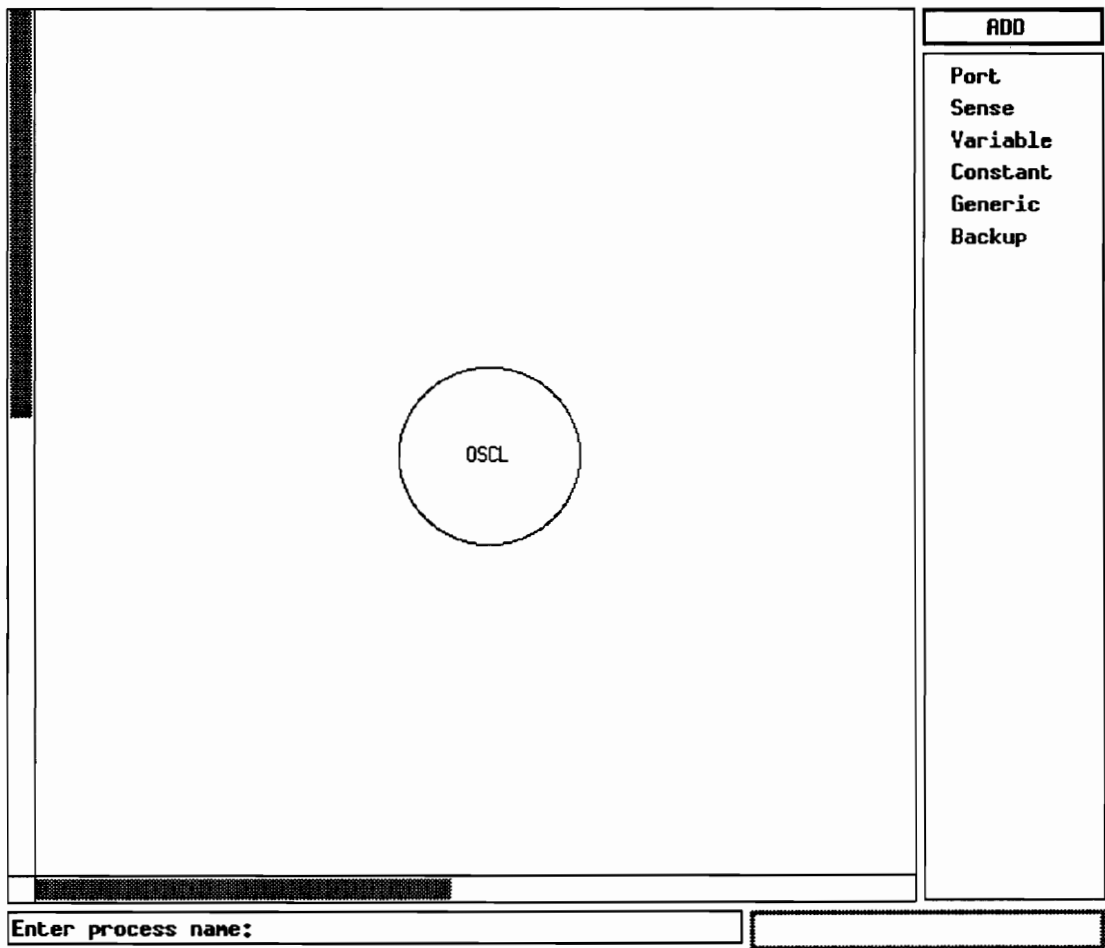 ADD
Port
Sense
Variable
Constant
Generic
Backup
OSCL
Enter process name: